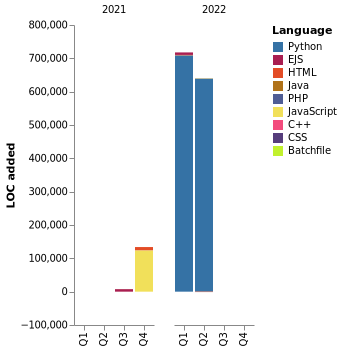 2021 2022
800,000
700,000
600,000
500,000
400,000
300,000
200,000
100,000
0
−100,000
LOC added
Q1 Q2 Q3 Q4 Q1 Q2 Q3 Q4
Language
Python
EJS
HTML
Java
PHP
JavaScript
C++
CSS
Batchfile